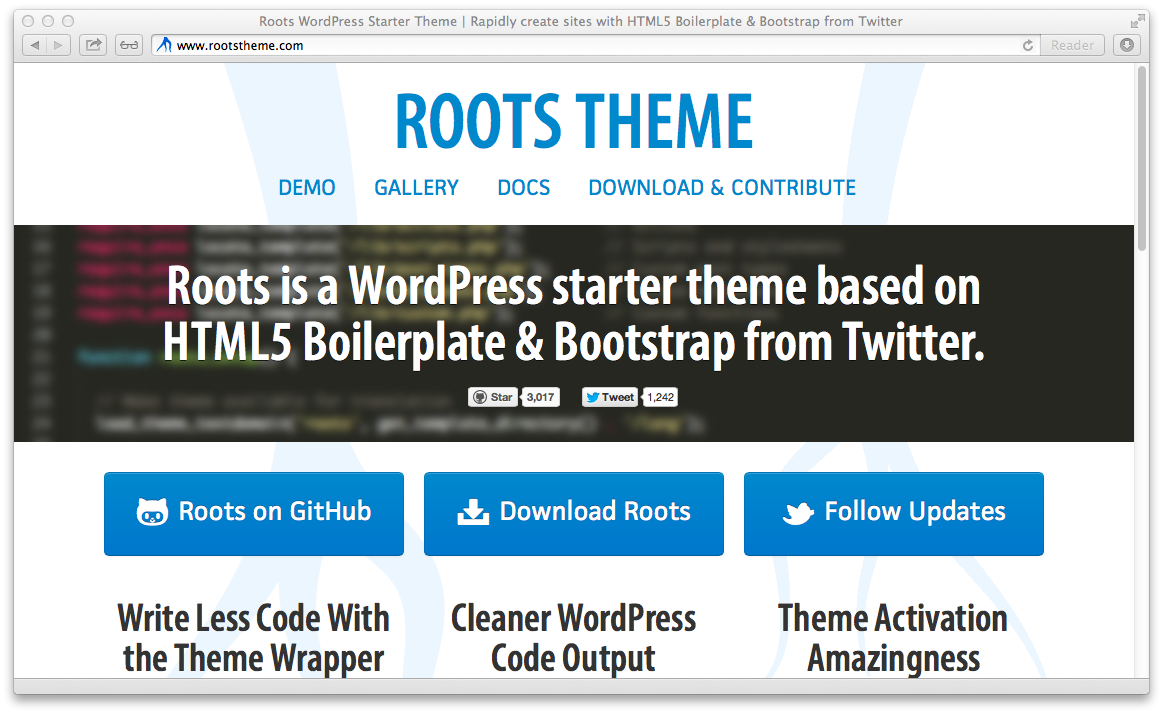 Roots WordPress Starter Theme | Rapidly create sites with HTML5 Boilerplate & Bootstrap from Twitter
www.rootstheme.com
Reader
ROOTS THEME
DEMO GALLERY DOCS DOWNLOAD & CONTRIBUTE
Roots is a WordPress starter theme based on
HTML5 Boilerplate & Bootstrap from Twitter.
Star 3,017 Tweet 1,242
Roots on GitHub Download Roots Follow Updates
Write Less Code With
the Theme Wrapper
Cleaner WordPress
Code Output
Theme Activation
Amazingness